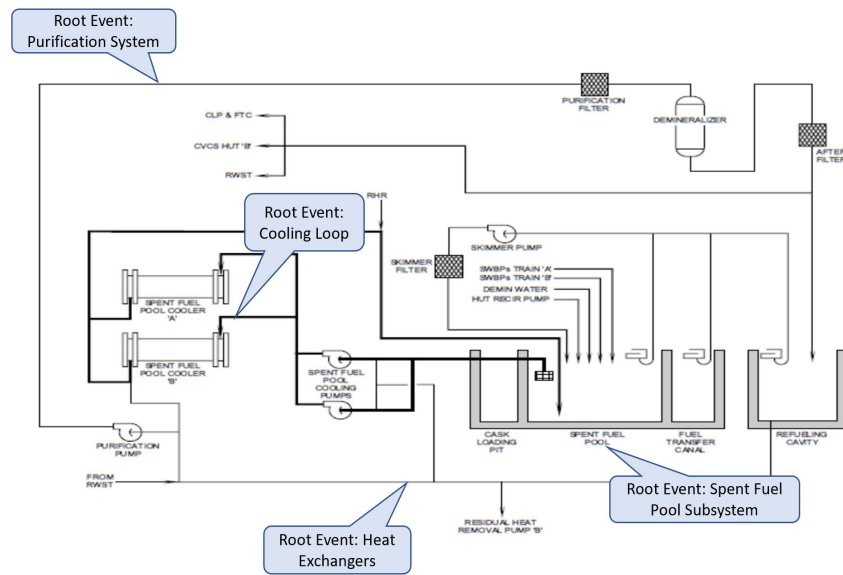 Root Event:
Purification System
PURIFICATION
FILTER
DEMINERALIZER
AFTER
FILTER
CLP & FTC
CVCS HUT 'B'
RWST
RHR
Root Event:
Cooling Loop
SKIMMER PUMP
SKIMMER
FILTER
SWBPs TRAIN 'A'
SWBPs TRAIN 'B'
DEMIN WATER
HUT RECIR PUMP
SPENT FUEL
POOL COOLER
'A'
SPENT FUEL
POOL COOLER
'B'
SPENT FUEL
POOL
COOLING
PUMPS
PURIFICATION
PUMP
CASK
LOADING
PIT
SPENT FUEL
POOL
FUEL
TRANSFER
CANAL
REFUELING
CAVITY
FROM
RWST
Root Event: Spent Fuel
Pool Subsystem
RESIDUAL HEAT
REMOVAL PUMP 'B'
Root Event: Heat
Exchangers